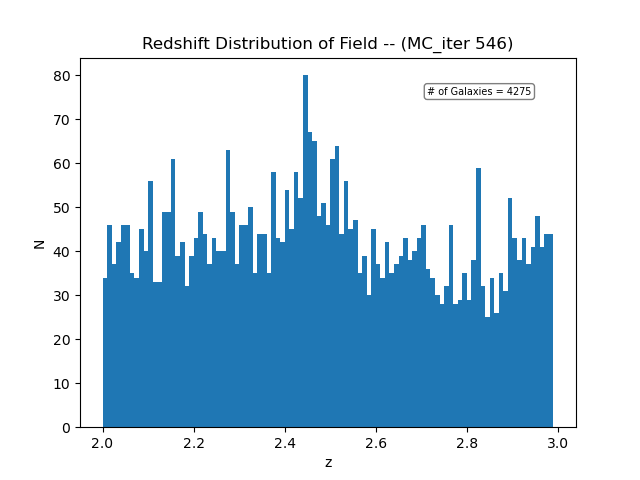 Redshift Distribution of Field -- (MC_iter 546)
# of Galaxies = 4275
80
70
60
50
40
30
20
10
0
N
2.0 2.2 2.4 2.6 2.8 3.0
z